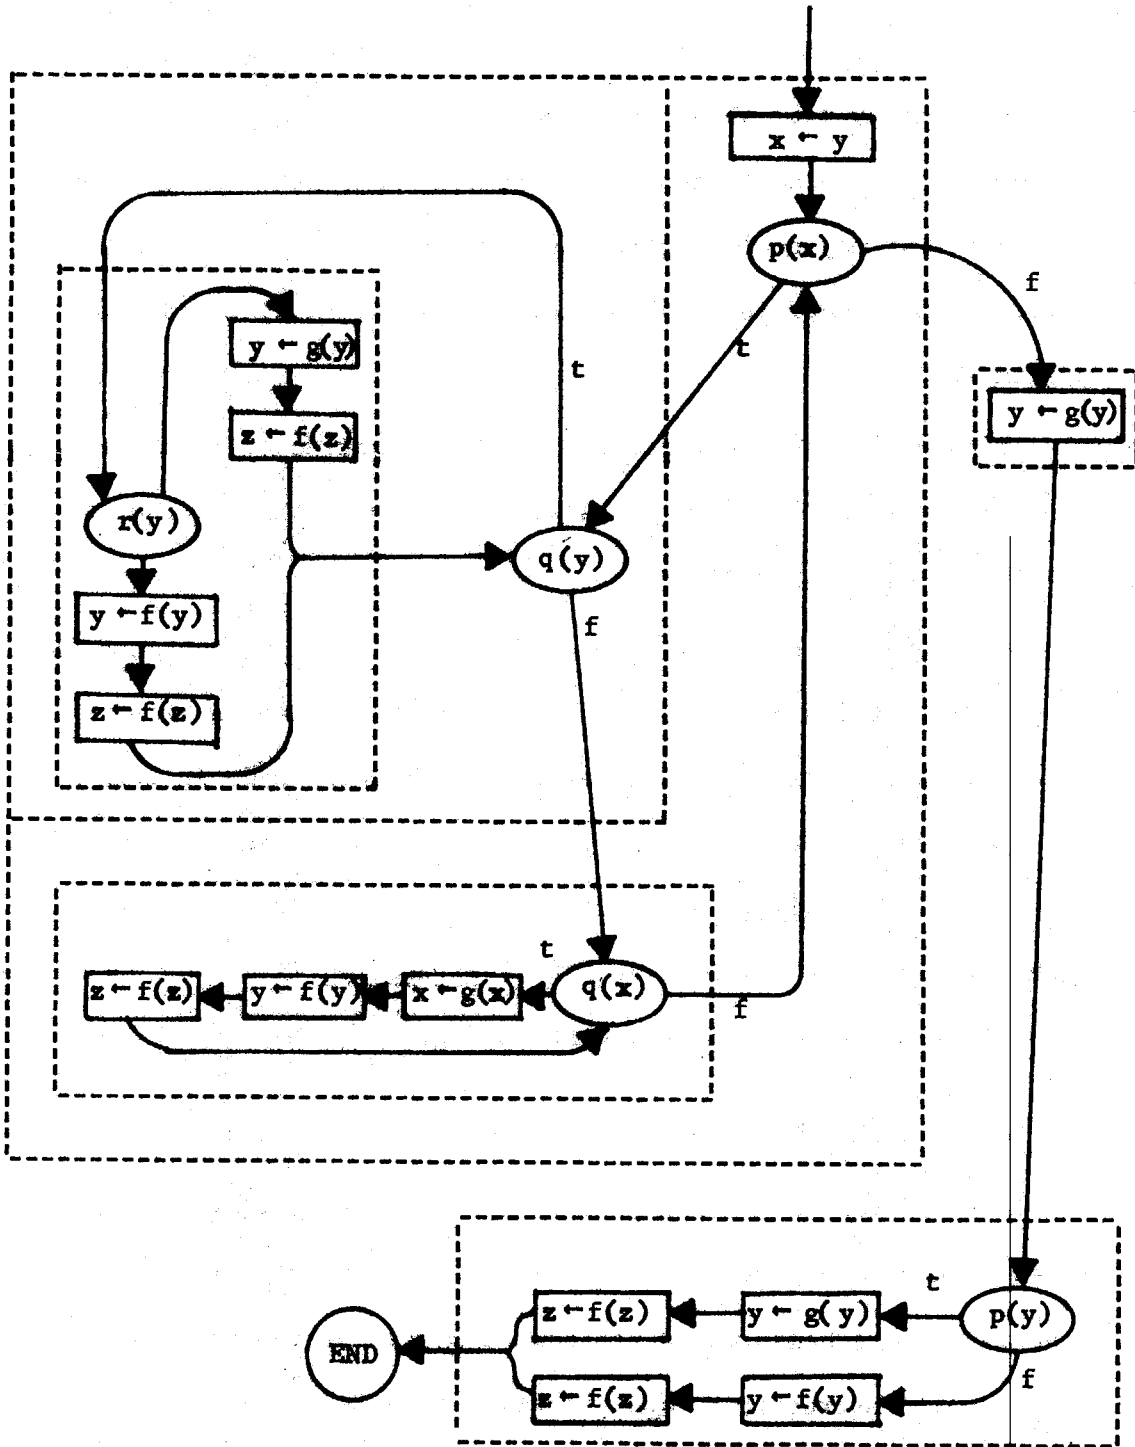 x ← y
p(x)
f
t
y ← g(y)
t
y ← g(y)
z ← f(z)
r(y)
q(y)
y ← f(y)
f
z ← f(z)
t
z ← f(z)
y ← f(y)
x ← g(x)
q(x)
f
t
z ← f(z)
y ← g(y)
p(y)
END
f
z ← f(z)
y ← f(y)